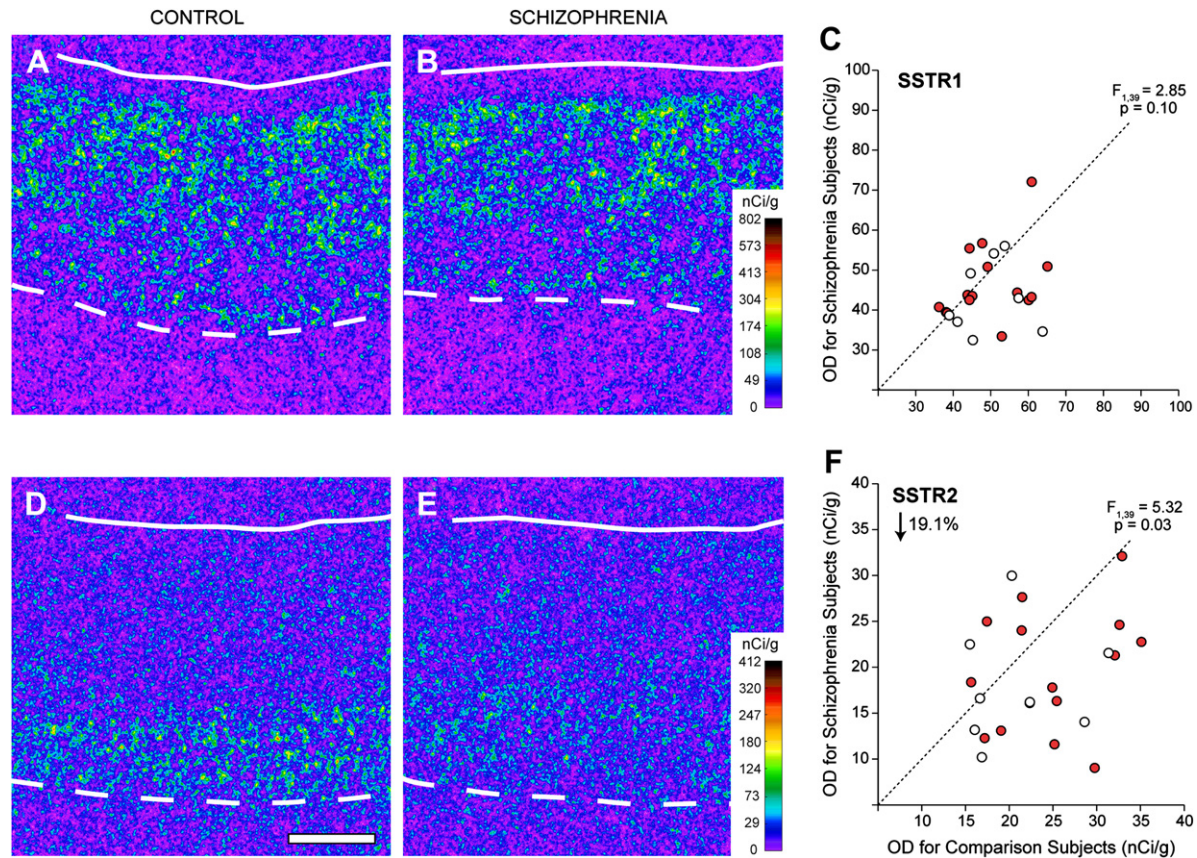 CONTROL
SCHIZOPHRENIA
A
B
nCi/g
802
573
413
304
174
108
49
0
C
SSTR1
F1,39 = 2.85
p = 0.10
OD for Schizophrenia Subjects (nCi/g)
100
90
80
70
60
50
40
30
30 40 50 60 70 80 90 100
D
E
nCi/g
412
320
247
180
124
73
29
0
F
SSTR2
↓ 19.1%
F1,39 = 5.32
p = 0.03
OD for Schizophrenia Subjects (nCi/g)
40
35
30
25
20
15
10
10 15 20 25 30 35 40
OD for Comparison Subjects (nCi/g)